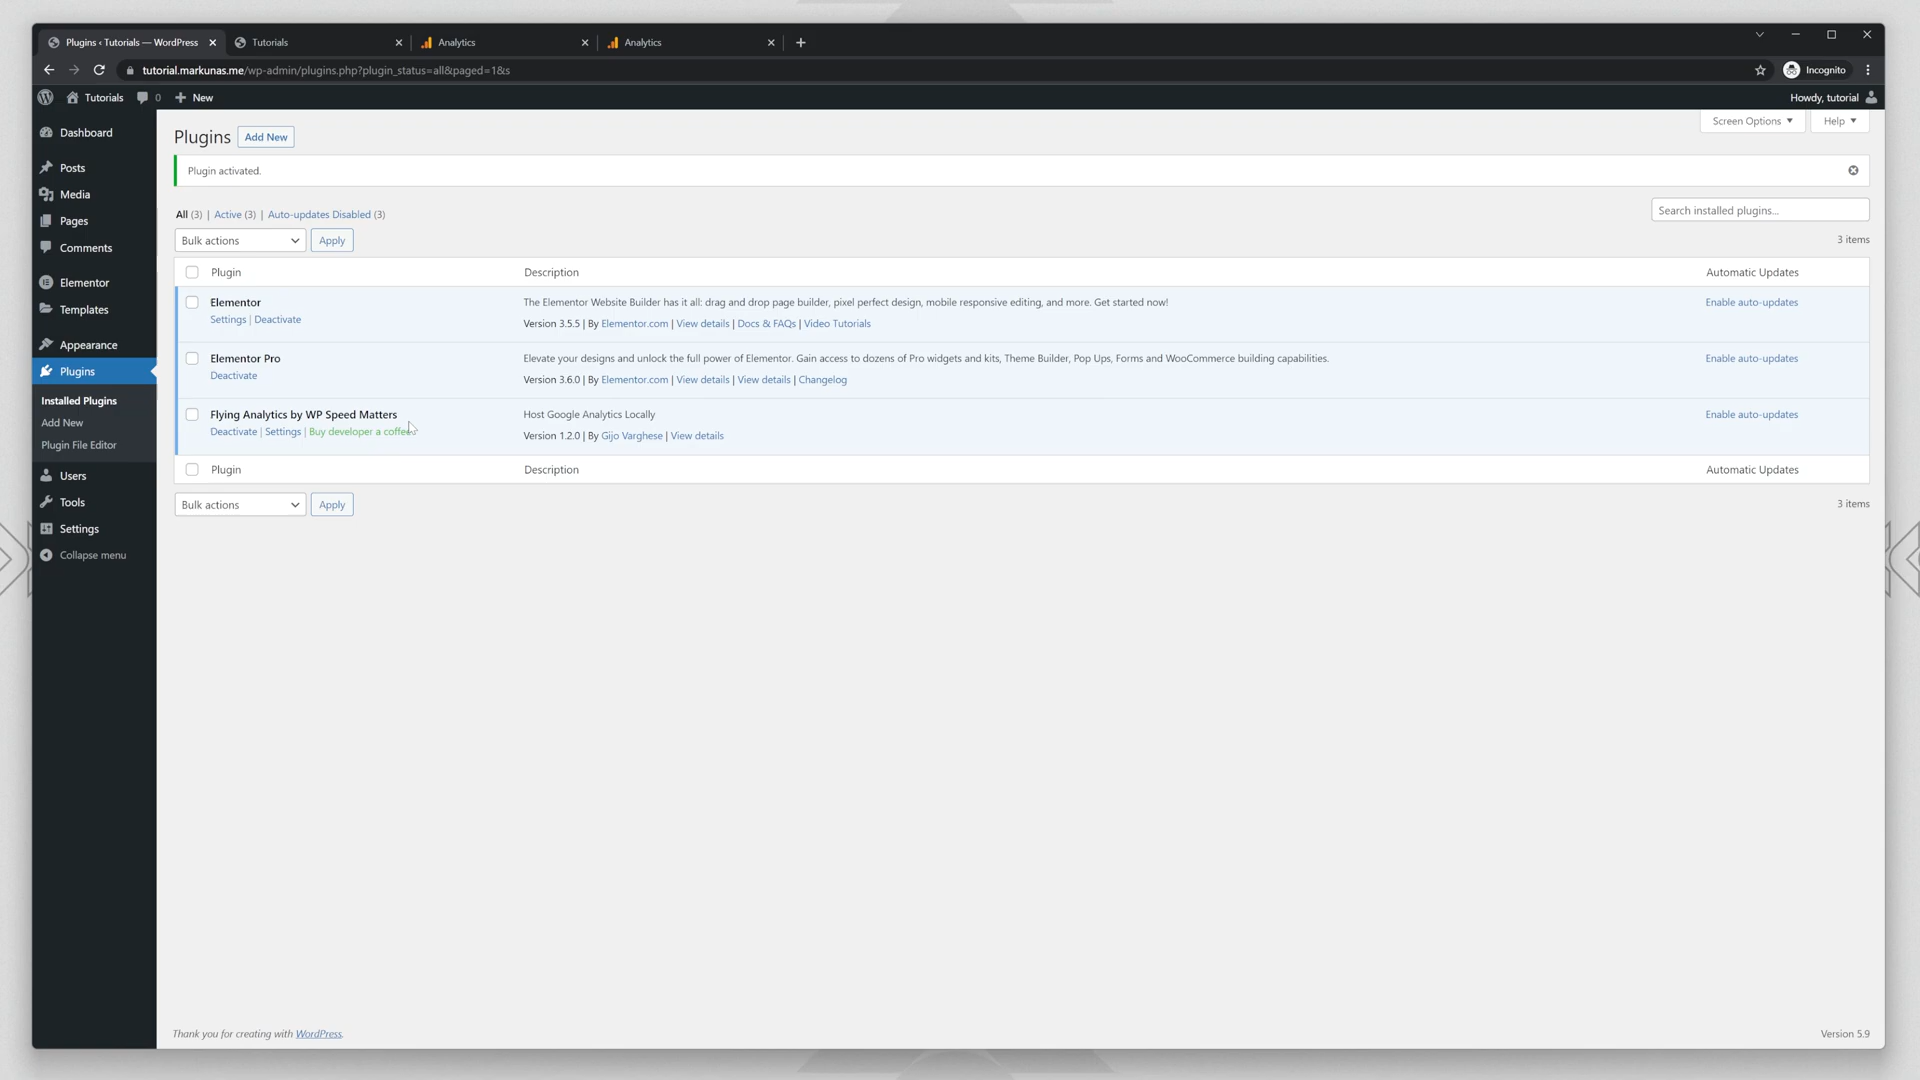 Plugins ‹ Tutorials — WordPress
Tutorials
Analytics
Analytics
tutorial.markunas.me/wp-admin/plugins.php?plugin_status=all&paged=1&s
Incognito
Tutorials
0
New
Howdy, tutorial
Dashboard
Posts
Media
Pages
Comments
Elementor
Templates
Appearance
Plugins
Installed Plugins
Add New
Plugin File Editor
Users
Tools
Settings
Collapse menu
Screen Options
Help
Plugins
Add New
Plugin activated.
All (3) | Active (3) | Auto-updates Disabled (3)
Search installed plugins...
Bulk actions
Apply
3 items
Plugin
Description
Automatic Updates
Elementor
The Elementor Website Builder has it all: drag and drop page builder, pixel perfect design, mobile responsive editing, and more. Get started now!
Enable auto-updates
Settings | Deactivate
Version 3.5.5 | By Elementor.com | View details | Docs & FAQs | Video Tutorials
Elementor Pro
Elevate your designs and unlock the full power of Elementor. Gain access to dozens of Pro widgets and kits, Theme Builder, Pop Ups, Forms and WooCommerce building capabilities.
Enable auto-updates
Deactivate
Version 3.6.0 | By Elementor.com | View details | View details | Changelog
Flying Analytics by WP Speed Matters
Host Google Analytics Locally
Enable auto-updates
Deactivate | Settings | Buy developer a coffee
Version 1.2.0 | By Gijo Varghese | View details
Plugin
Description
Automatic Updates
Bulk actions
Apply
3 items
Thank you for creating with WordPress.
Version 5.9